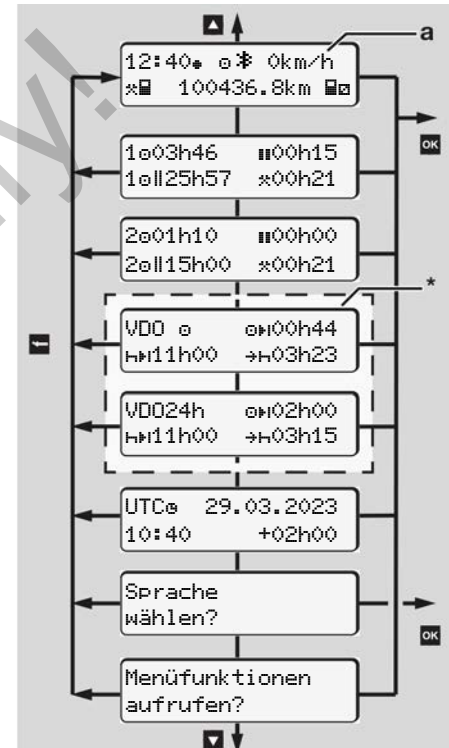 a
12:40 0km/h
100436.8km
OK
1 03h46 00h15
1 25h57 00h21
2 01h10 00h00
2 15h00 00h21
*
VDO 00h44
11h00 03h23
VDO24h 02h00
11h00 03h15
UTC 29.03.2023
10:40 +02h00
Sprache
wählen?
OK
Menüfunktionen
aufrufen?